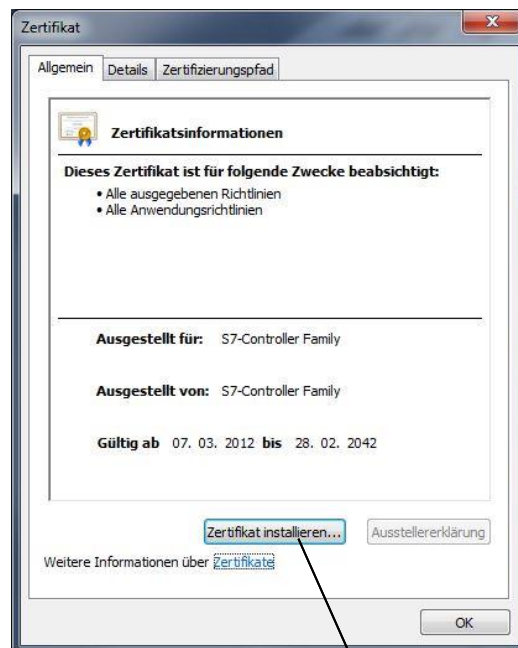 Zertifikat
Allgemein Details Zertifizierungspfad
Zertifikatsinformationen
Dieses Zertifikat ist für folgende Zwecke beabsichtigt:
• Alle ausgegebenen Richtlinien
• Alle Anwendungsrichtlinien
Ausgestellt für: S7-Controller Family
Ausgestellt von: S7-Controller Family
Gültig ab 07. 03. 2012 bis 28. 02. 2042
Zertifikat installieren... Ausstellererklärung
Weitere Informationen über Zertifikate
OK